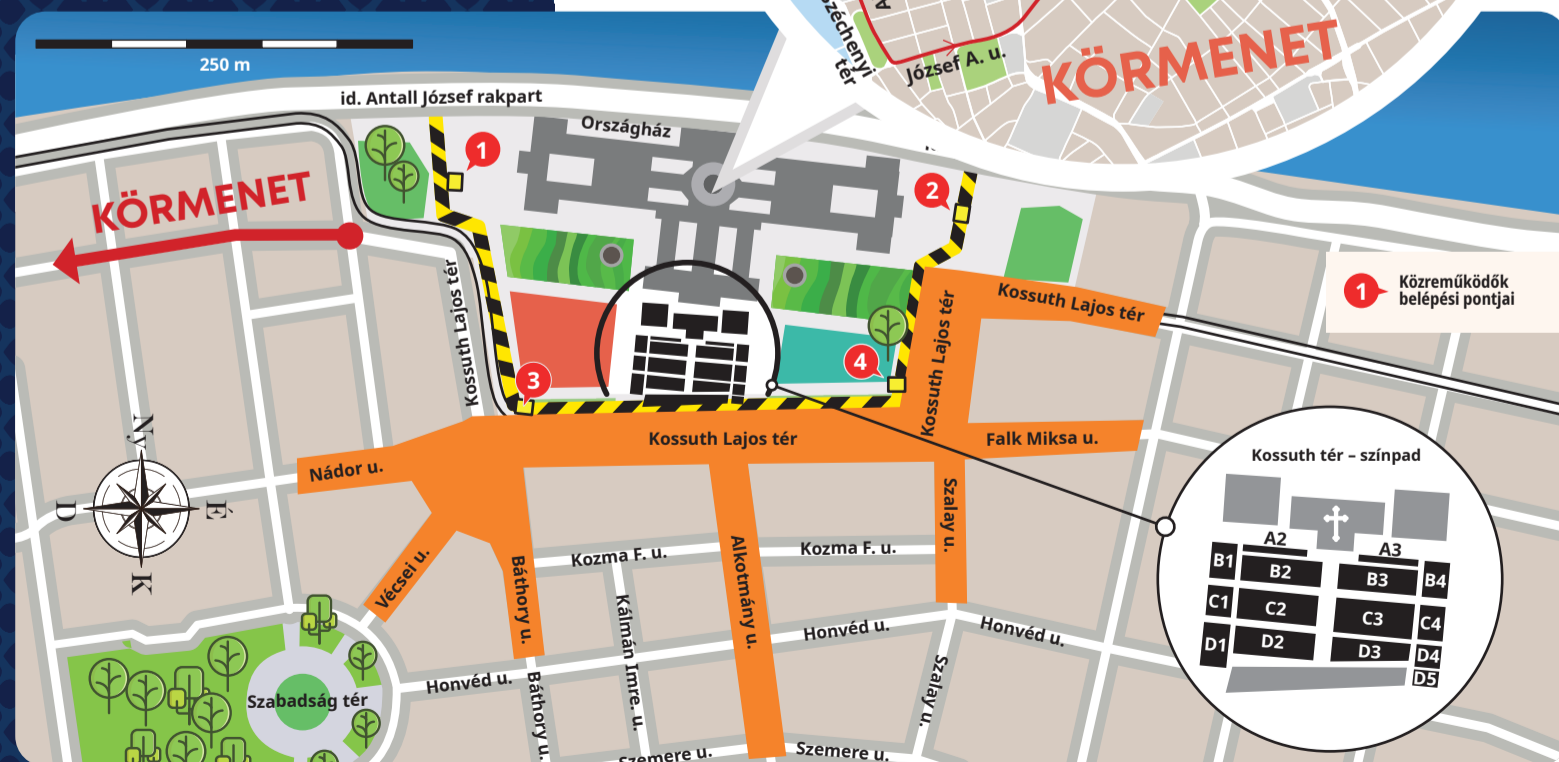 250 m
id. Antall József rakpart
Országház
Széchenyi
tér
József A. u.
KÖRMENET
KÖRMENET
1
2
3
4
Kossuth Lajos tér
Kossuth Lajos tér
Kossuth Lajos tér
Kossuth Lajos tér
1
Közreműködők
belépési pontjai
Nádor u.
Falk Miksa u.
Ny
D
É
K
Vécsei u.
Báthory u.
Kozma F. u.
Kozma F. u.
Alkotmány u.
Szalay u.
Kálmán Imre. u.
Honvéd u.
Honvéd u.
Honvéd u.
Báthory u.
Szalay u.
Szabadság tér
Szemere u.
Szemere u.
Kossuth tér – színpad
A2
A3
B1
B2
B3
B4
C1
C2
C3
C4
D1
D2
D3
D4
D5